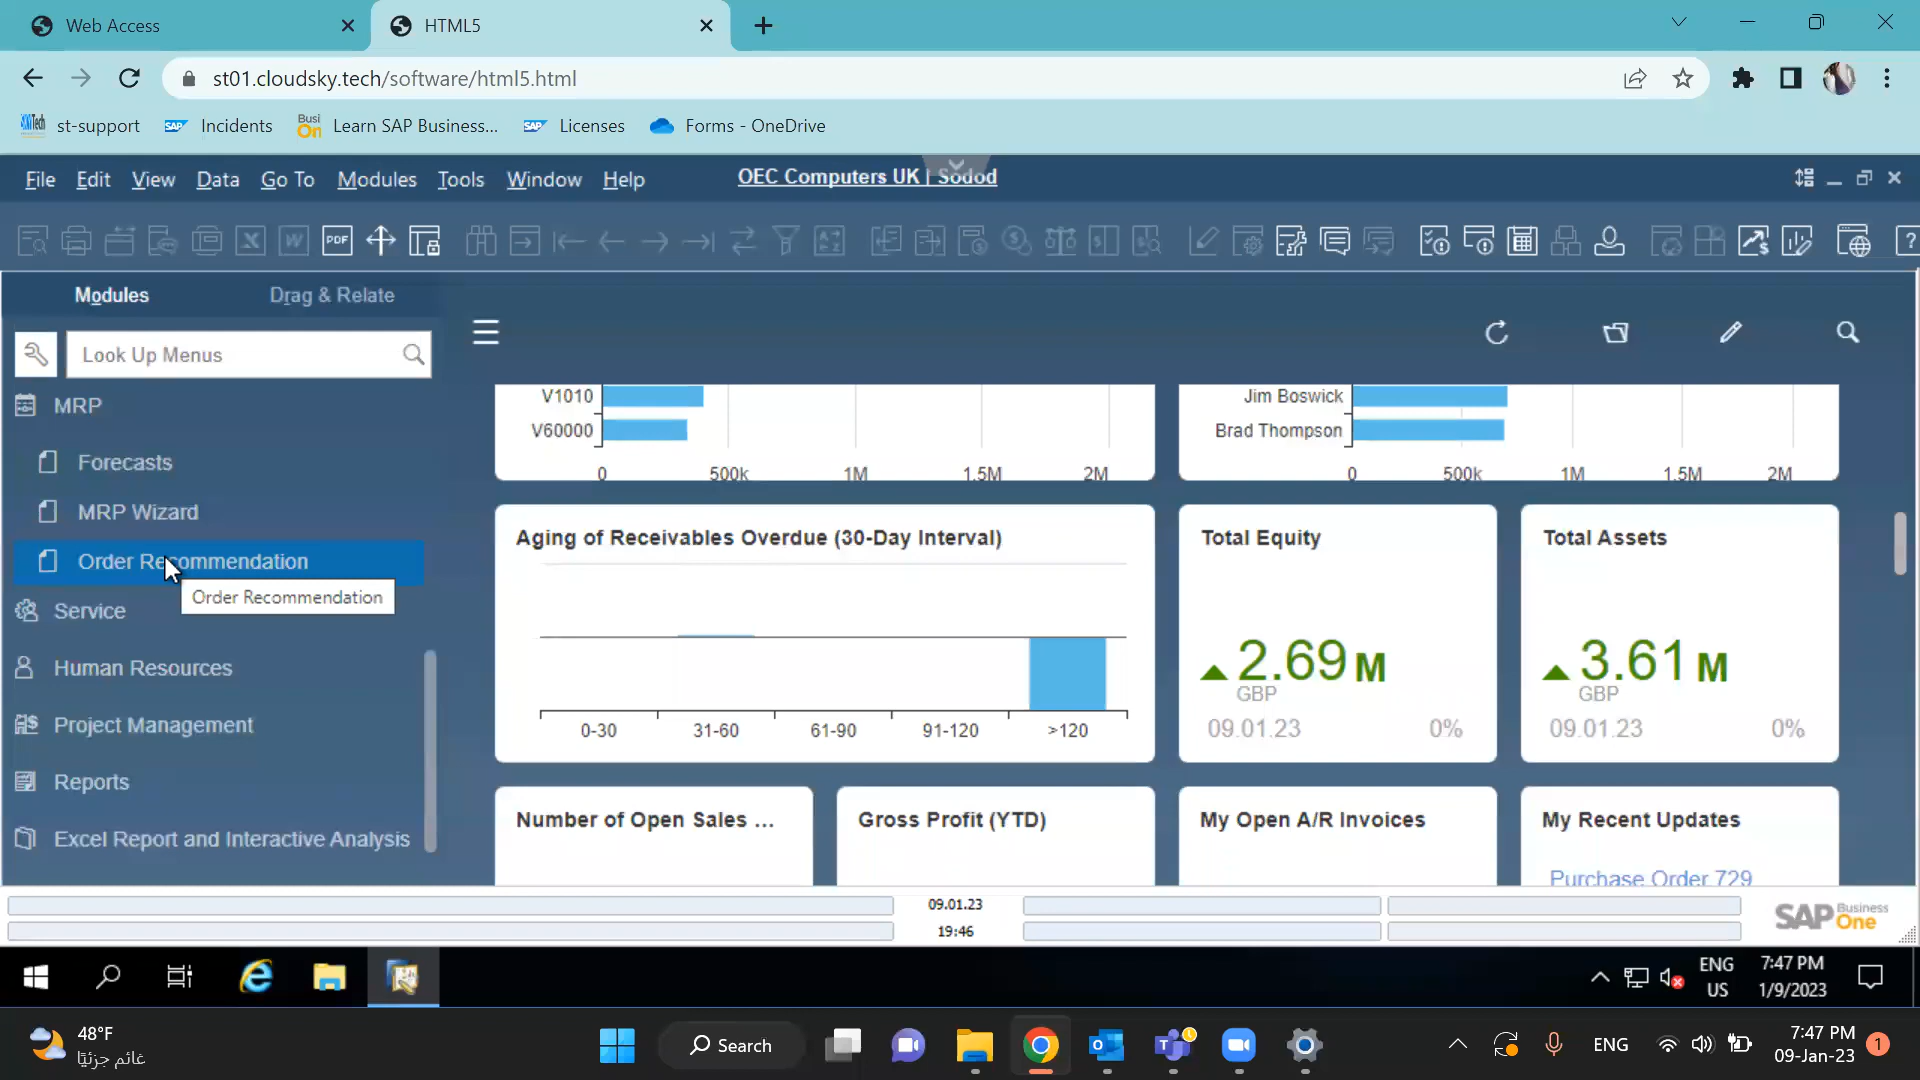 Web Access
HTML5
st01.cloudsky.tech/software/html5.html
st-support
Incidents
Busi
On
Learn SAP Business...
Licenses
Forms - OneDrive
File Edit View Data Go To Modules Tools Window Help
OEC Computers UK | Sodod
PDF
Modules
Drag & Relate
Look Up Menus
MRP
Forecasts
MRP Wizard
Order Recommendation
Order Recommendation
Service
Human Resources
Project Management
Reports
Excel Report and Interactive Analysis
V1010
V60000
0 500k 1M 1.5M 2M
Jim Boswick
Brad Thompson
0 500k 1M 1.5M 2M
Aging of Receivables Overdue (30-Day Interval)
0-30 31-60 61-90 91-120 >120
Total Equity
2.69 M
GBP
09.01.23 0%
Total Assets
3.61 M
GBP
09.01.23 0%
Number of Open Sales ...
Gross Profit (YTD)
My Open A/R Invoices
My Recent Updates
Purchase Order 729
09.01.23
19:46
SAP Business One
ENG
US
7:47 PM
1/9/2023
48°F
غائم جزئيًا
Search
ENG
7:47 PM
09-Jan-23
1